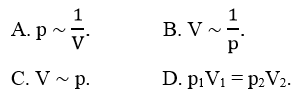 A. p ~ 1/V. B. V ~ 1/p.
C. V ~ p. D. p₁V₁ = p₂V₂.